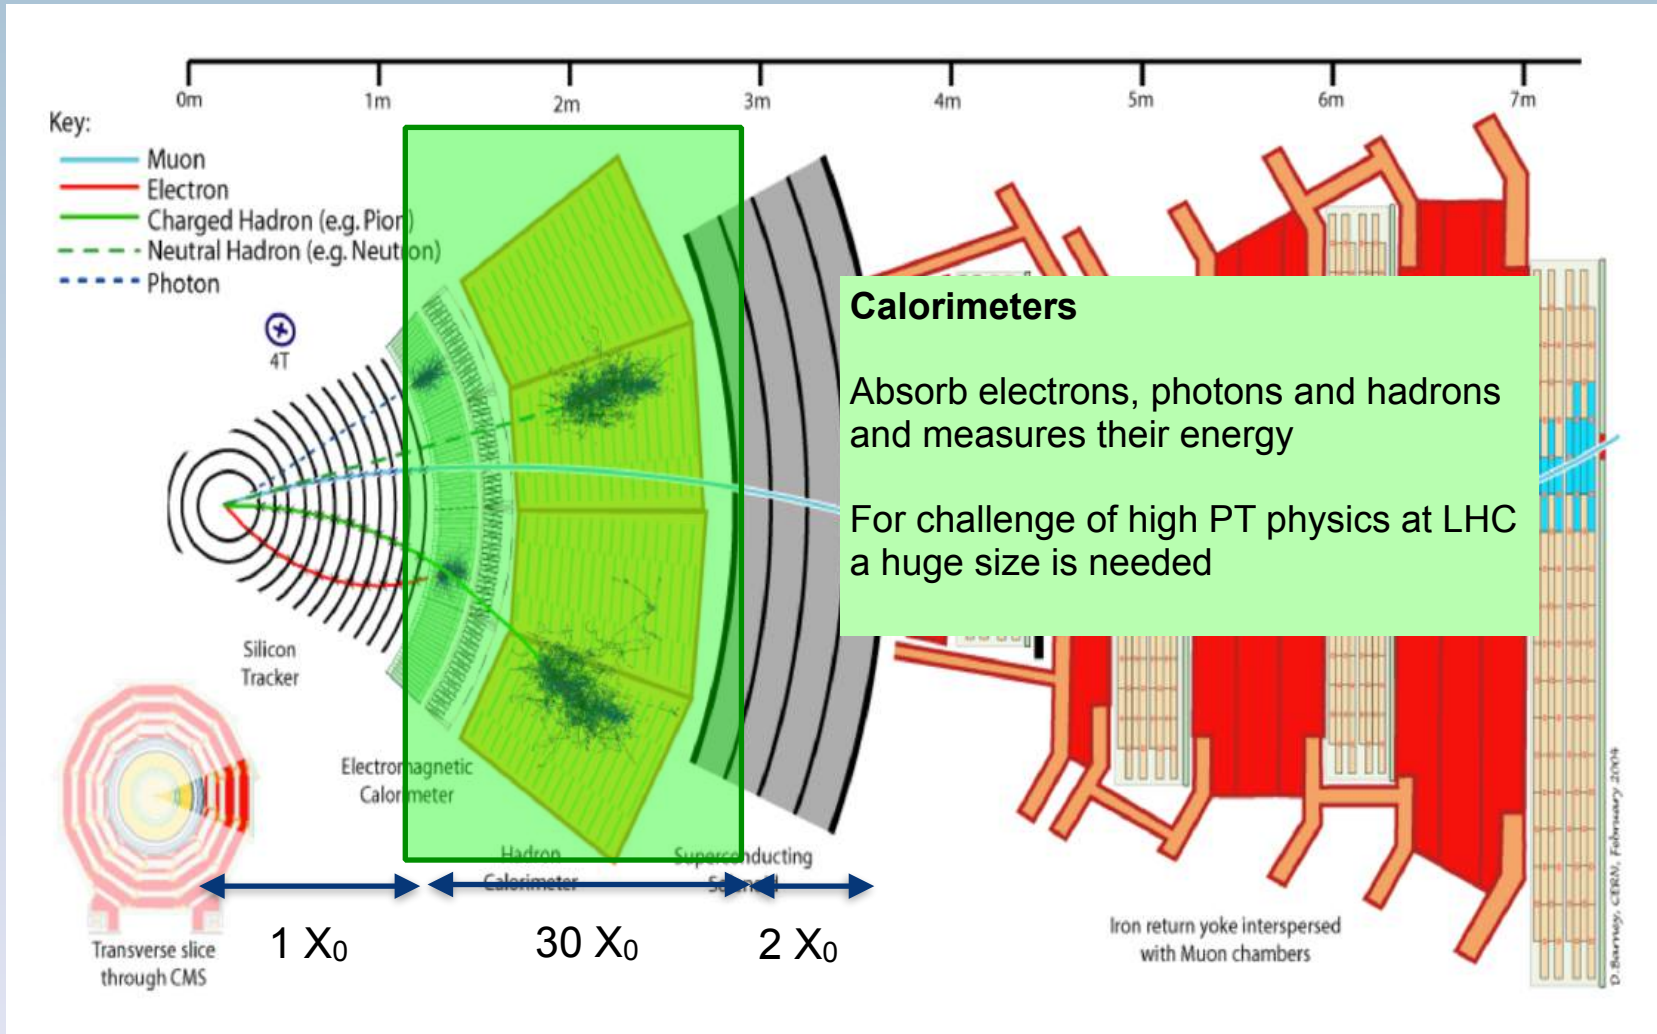 0m
1m
2m
3m
4m
5m
6m
7m
Key:
Muon
Electron
Charged Hadron (e.g. Pion)
Neutral Hadron (e.g. Neutron)
Photon
4T
Calorimeters
Absorb electrons, photons and hadrons
and measures their energy
For challenge of high PT physics at LHC
a huge size is needed
Silicon
Tracker
Electromagnetic
Calorimeter
Hadron
Calorimeter
Superconducting
1 X0
30 X0
2 X0
Transverse slice
through CMS
Iron return yoke interspersed
with Muon chambers
D.Barney, CERN, February 2004